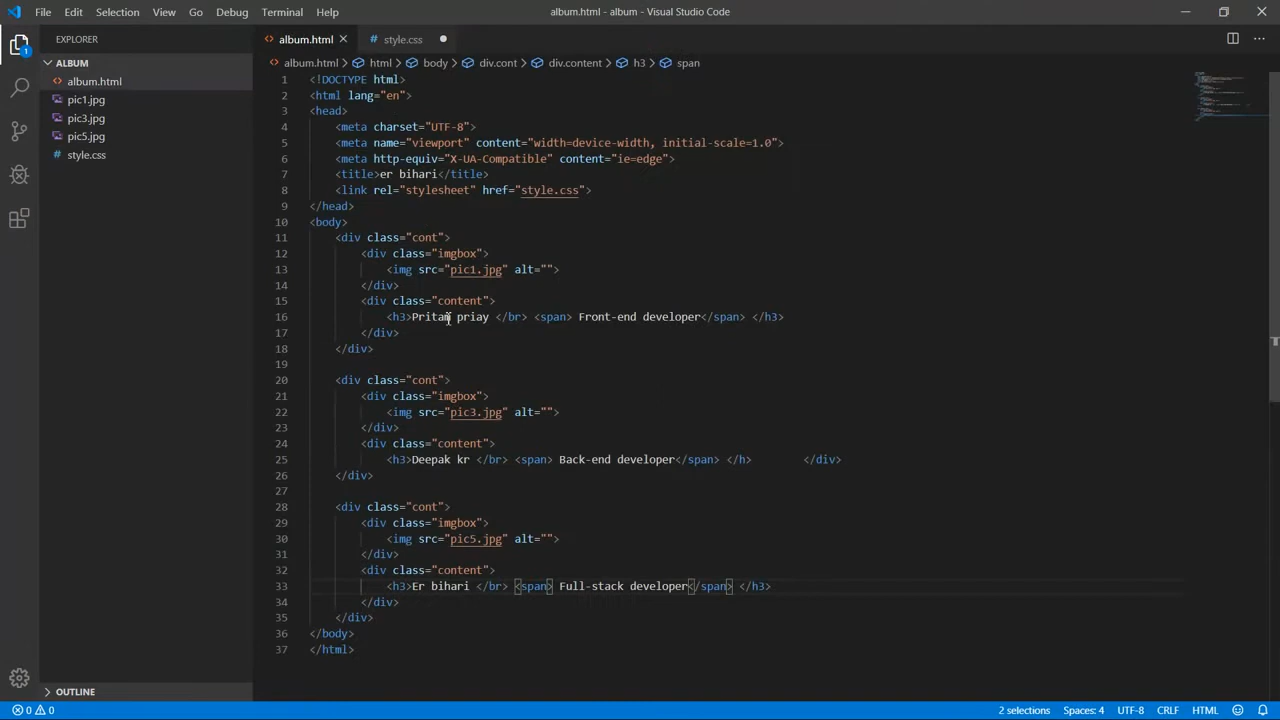 File Edit Selection View Go Debug Terminal Help album.html - album - Visual Studio Code
EXPLORER
album.html style.css
ALBUM
album.html > html > body > div.cont > div.content > h3 > span
album.html
pic1.jpg
pic3.jpg
pic5.jpg
style.css
1 <!DOCTYPE html>
2 <html lang="en">
3 <head>
4 <meta charset="UTF-8">
5 <meta name="viewport" content="width=device-width, initial-scale=1.0">
6 <meta http-equiv="X-UA-Compatible" content="ie=edge">
7 <title>er bihari</title>
8 <link rel="stylesheet" href="style.css">
9 </head>
10 <body>
11 <div class="cont">
12 <div class="imgbox">
13 <img src="pic1.jpg" alt="">
14 </div>
15 <div class="content">
16 <h3>Pritam priay </br> <span> Front-end developer</span> </h3>
17 </div>
18 </div>
19
20 <div class="cont">
21 <div class="imgbox">
22 <img src="pic3.jpg" alt="">
23 </div>
24 <div class="content">
25 <h3>Deepak kr </br> <span> Back-end developer</span> </h> </div>
26 </div>
27
28 <div class="cont">
29 <div class="imgbox">
30 <img src="pic5.jpg" alt="">
31 </div>
32 <div class="content">
33 <h3>Er bihari </br> <span> Full-stack developer</span> </h3>
34 </div>
35 </div>
36 </body>
37 </html>
1
OUTLINE
0 0 2 selections Spaces: 4 UTF-8 CRLF HTML